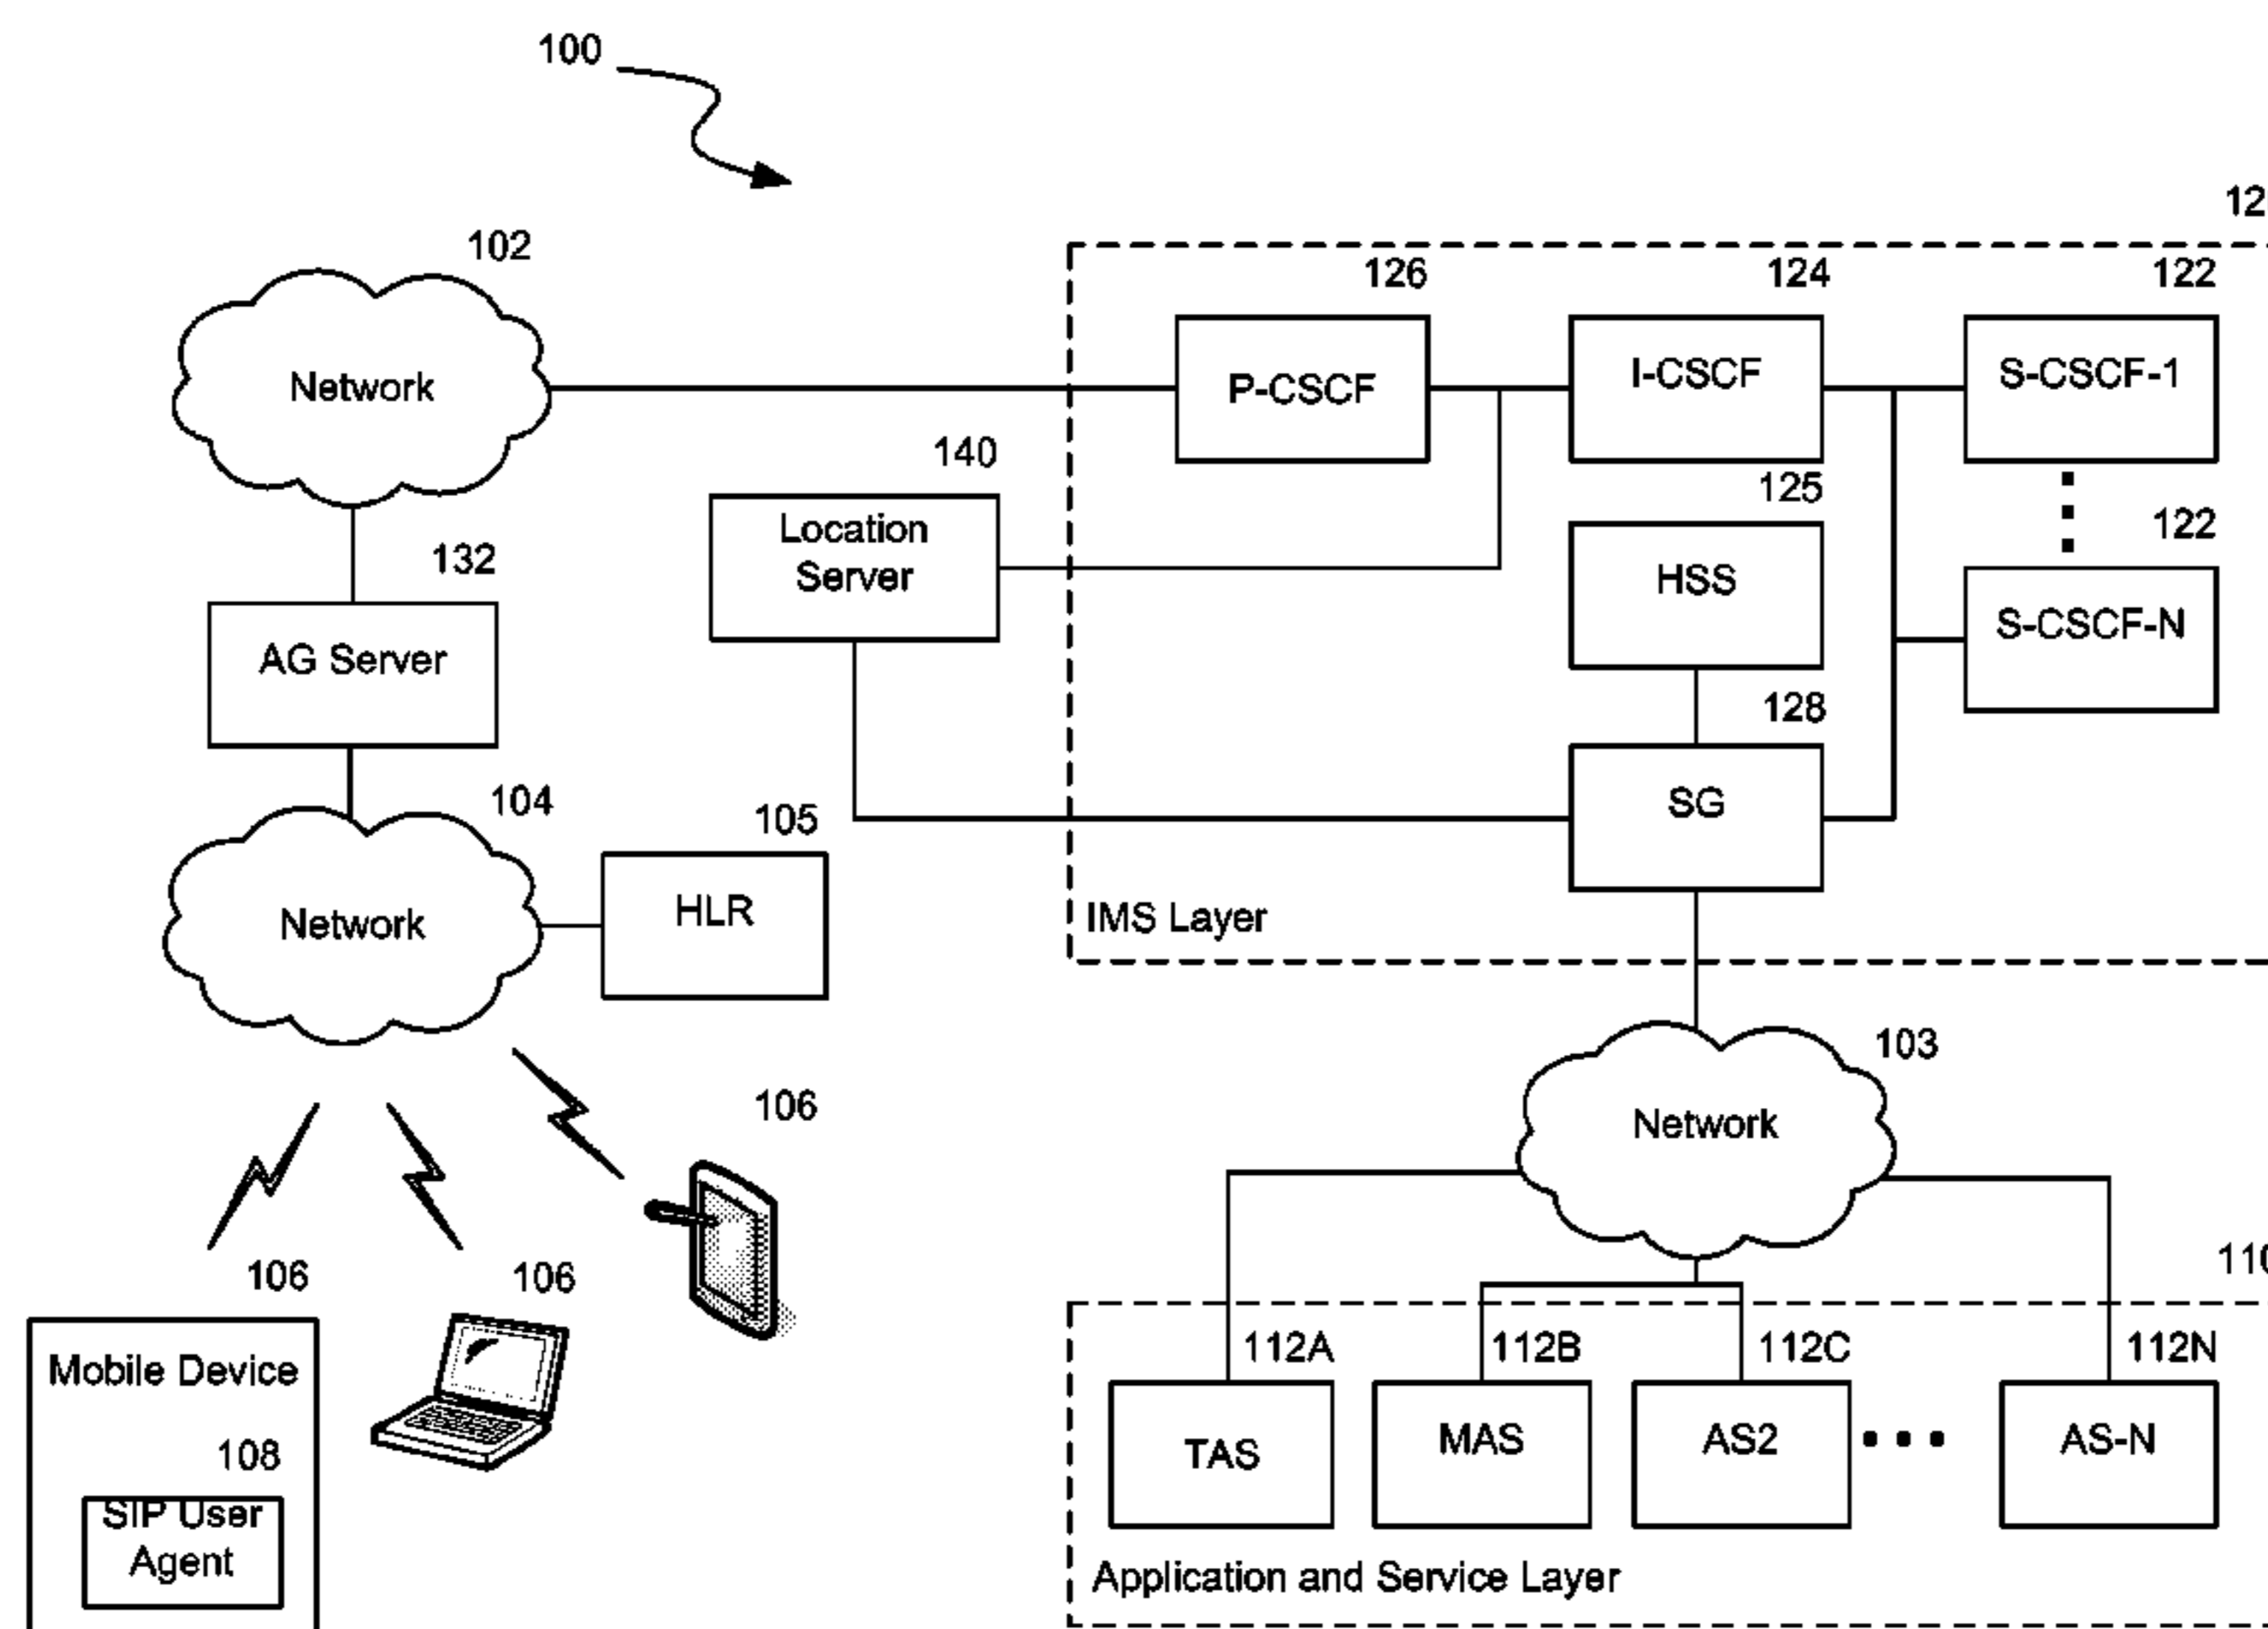 100
12
102
126
124
122
Network
P-CSCF
I-CSCF
S-CSCF-1
140
125
Location
Server
132
122
HSS
AG Server
S-CSCF-N
128
104
105
SG
Network
HLR
IMS Layer
103
106
Network
106
106
110
Mobile Device
112A
112B
112C
112N
108
TAS
MAS
AS2
AS-N
SIP User
Agent
Application and Service Layer